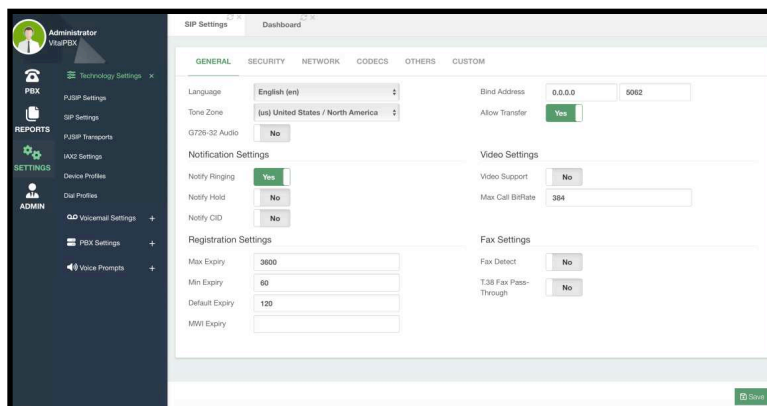 Administrator
VitalPBX
PBX
REPORTS
SETTINGS
ADMIN
Technology Settings ×
PJSIP Settings
SIP Settings
PJSIP Transports
IAX2 Settings
Device Profiles
Dial Profiles
Voicemail Settings +
PBX Settings +
Voice Prompts +
SIP Settings
Dashboard
GENERAL SECURITY NETWORK CODECS OTHERS CUSTOM
Language English (en)
Bind Address 0.0.0.0 5062
Tone Zone (us) United States / North America
Allow Transfer Yes
G726-32 Audio No
Notification Settings
Video Settings
Notify Ringing Yes
Video Support No
Notify Hold No
Max Call BitRate 384
Notify CID No
Registration Settings
Fax Settings
Max Expiry 3600
Fax Detect No
Min Expiry 60
T.38 Fax Pass-
Through
No
Default Expiry 120
MWI Expiry
Save